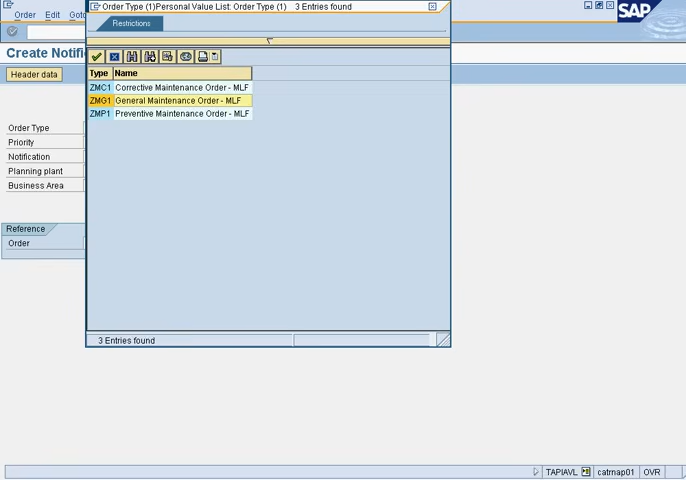 Order Type (1)Personal Value List: Order Type (1) 3 Entries found
Order Edit Goto
SAP
Restrictions
Create Notifi
Header data
Type Name
ZMC1 Corrective Maintenance Order - MLF
ZMG1 General Maintenance Order - MLF
ZMP1 Preventive Maintenance Order - MLF
Order Type
Priority
Notification
Planning plant
Business Area
Reference
Order
3 Entries found
TAPIAVL catrnap01 OVR